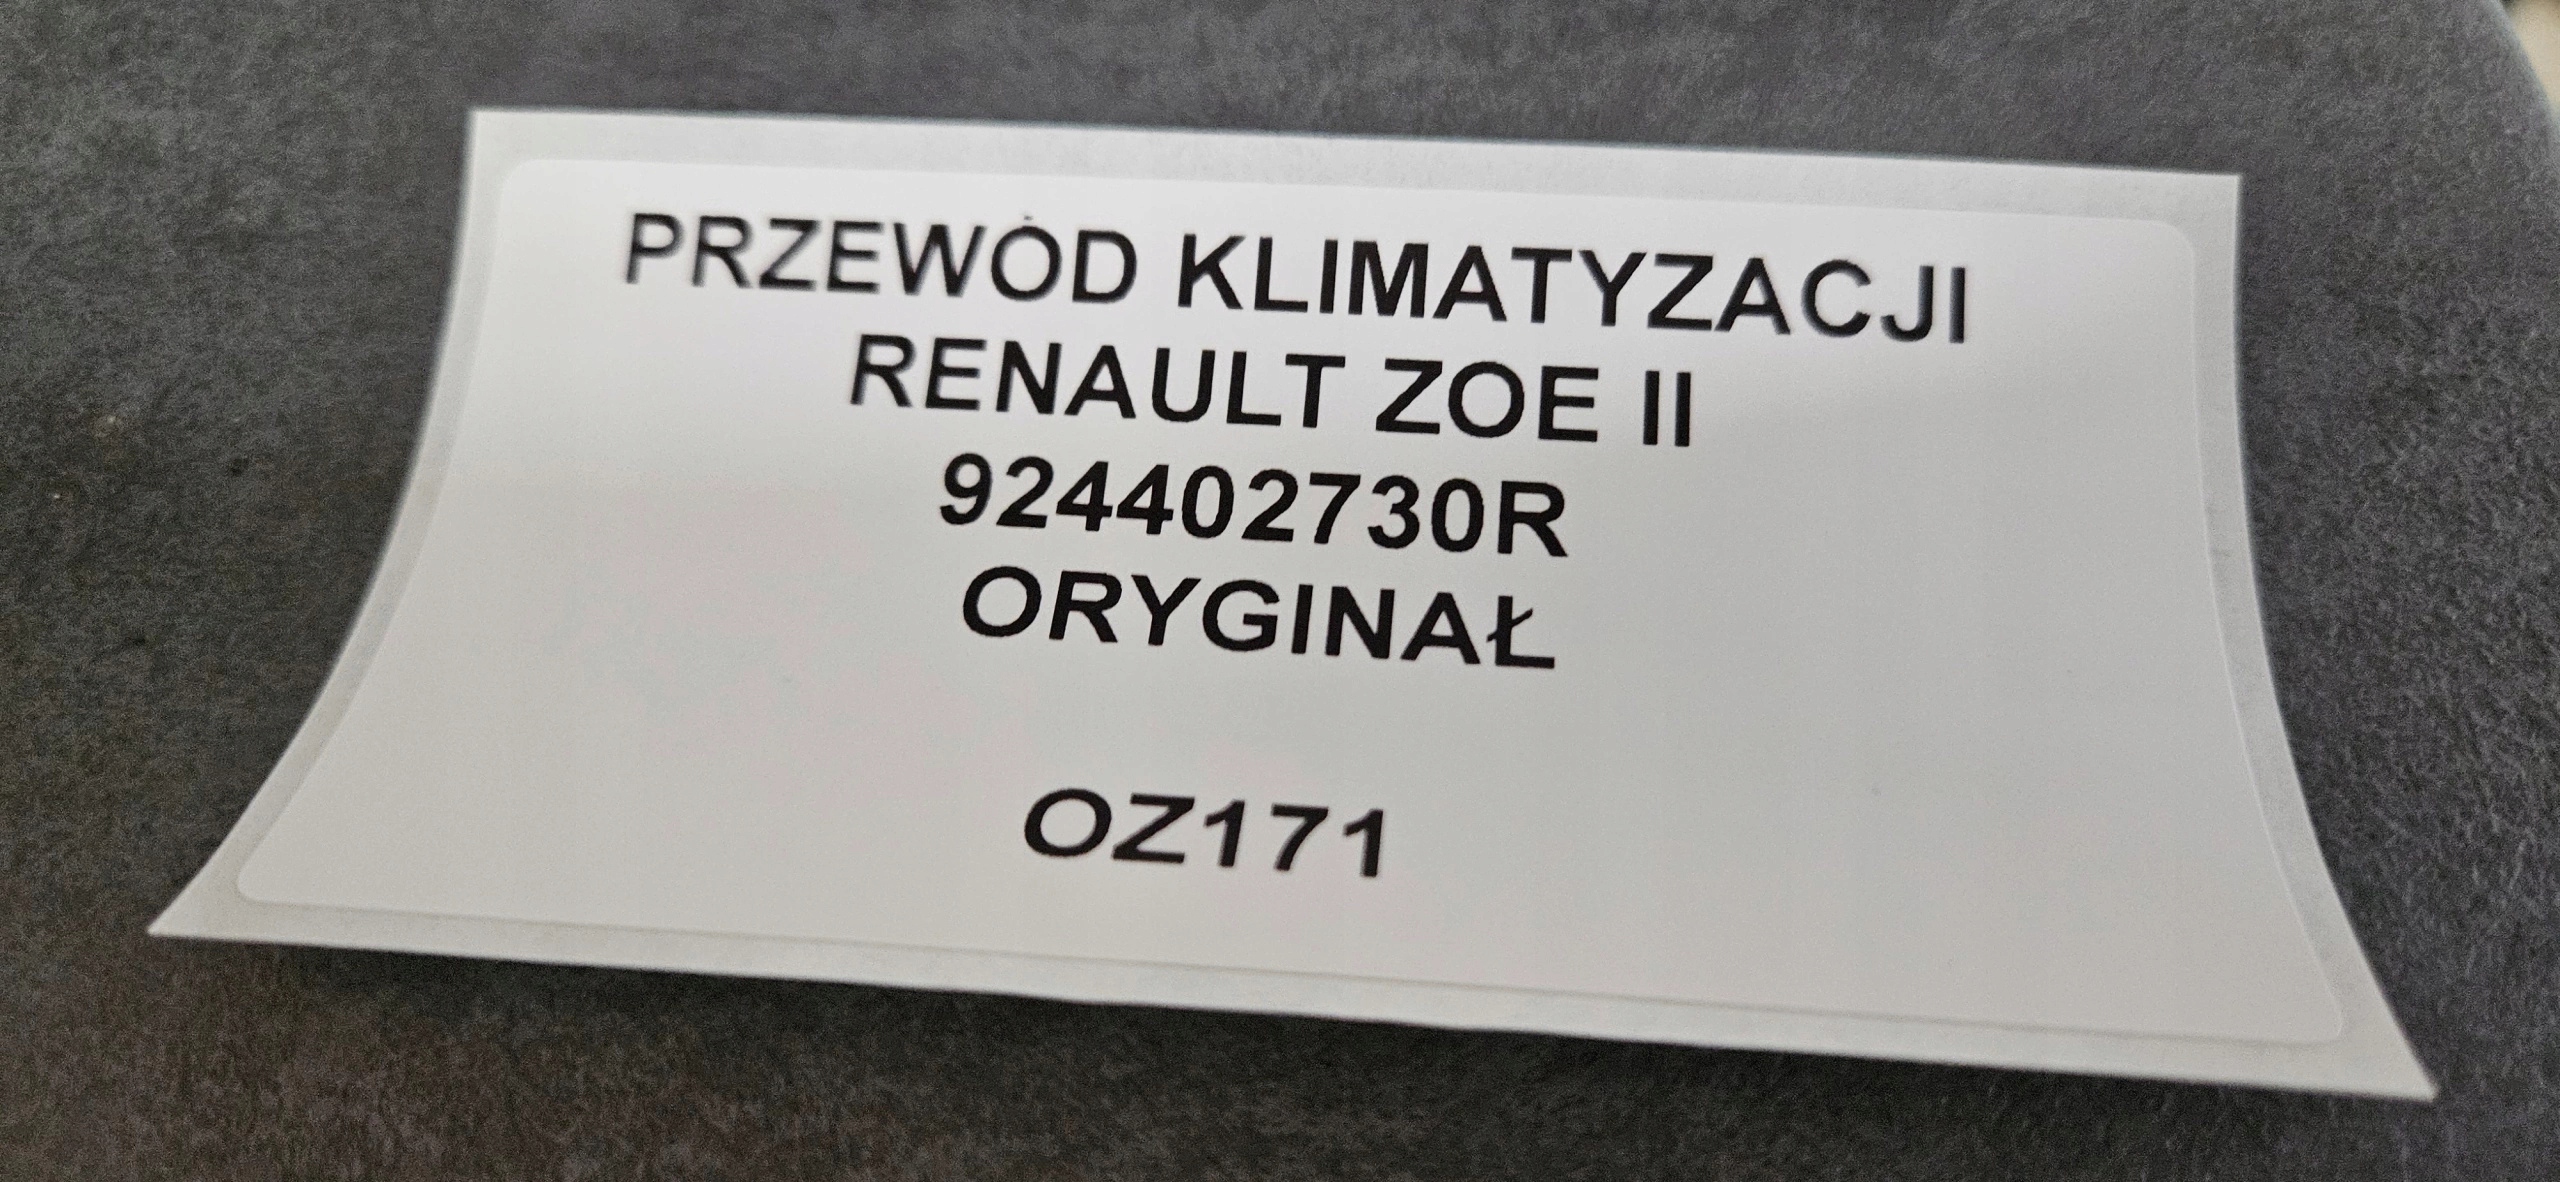 PRZEWÓD KLIMATYZACJI
RENAULT ZOE II
924402730R
ORYGINAŁ
OZ171